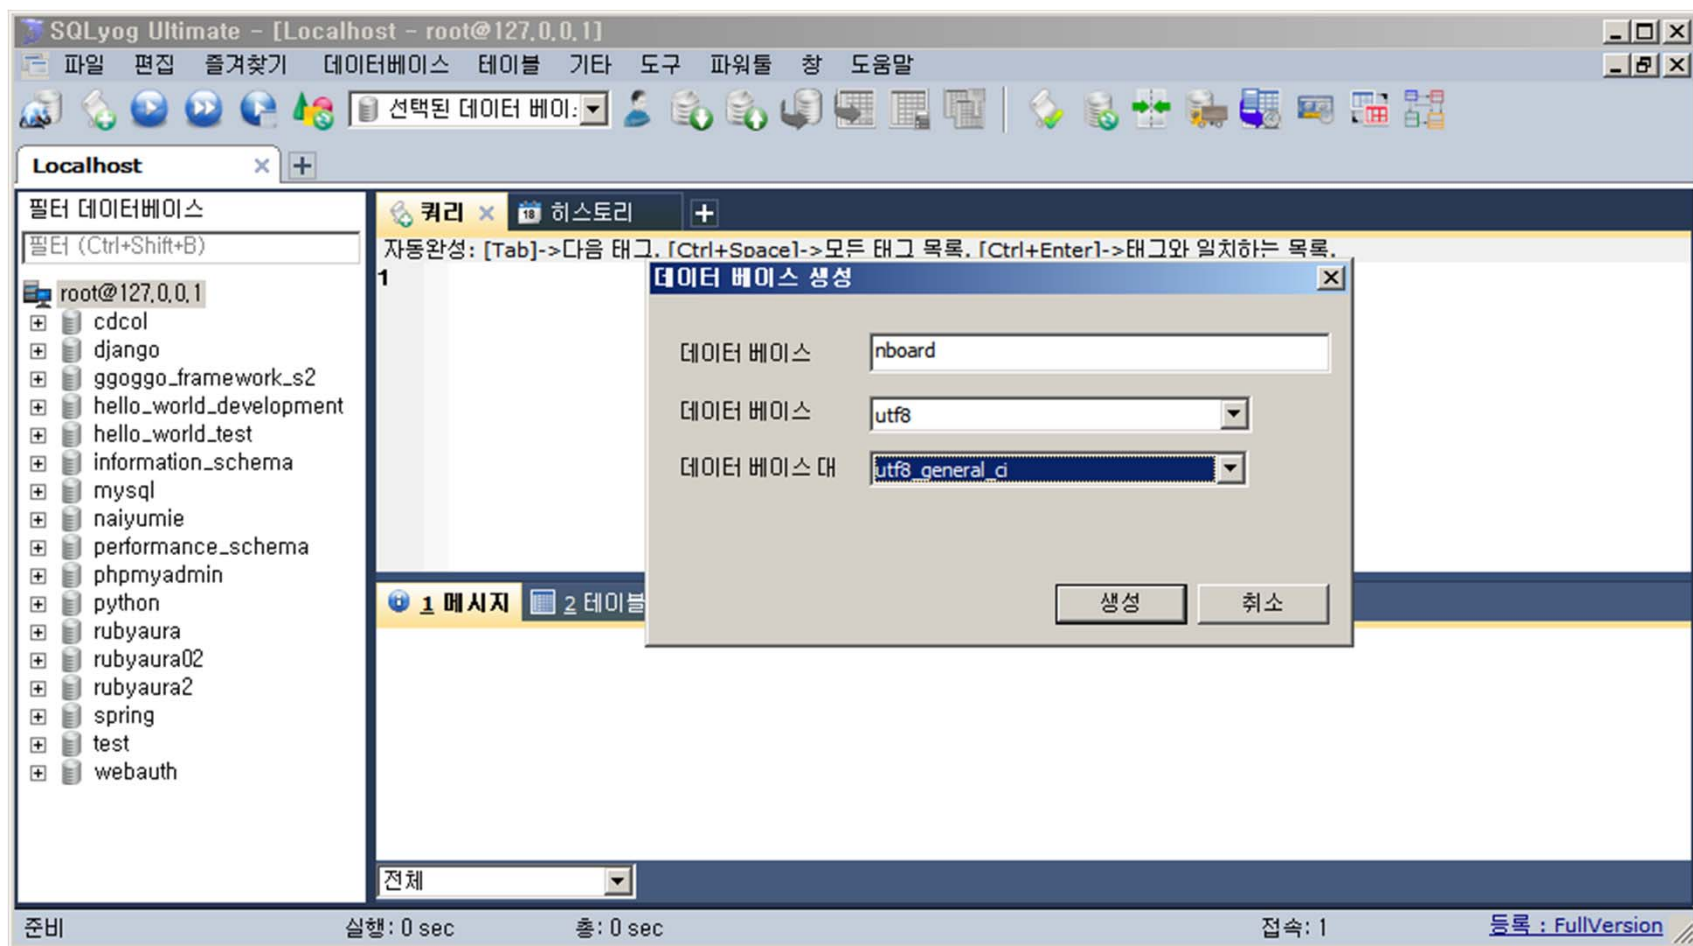 SQLyog Ultimate - [Localhost - root@127.0.0.1]
파일 편집 즐겨찾기 데이터베이스 테이블 기타 도구 파워툴 창 도움말
선택된 데이터 베이:
Localhost
필터 데이터베이스
필터 (Ctrl+Shift+B)
root@127.0.0.1
cdcol
django
ggoggo_framework_s2
hello_world_development
hello_world_test
information_schema
mysql
naiyumie
performance_schema
phpmyadmin
python
rubyaura
rubyaura02
rubyaura2
spring
test
webauth
쿼리 18 히스토리
자동완성: [Tab]->다음 태그. [Ctrl+Space]->모든 태그 목록. [Ctrl+Enter]->태그와 일치하는 목록.
1
데이터 베이스 생성
데이터 베이스 nboard
데이터 베이스 utf8
데이터 베이스 대 utf8_general_ci
생성 취소
1 메시지 2 테이블
전체
준비 실행: 0 sec 총: 0 sec 접속: 1 등록 : FullVersion